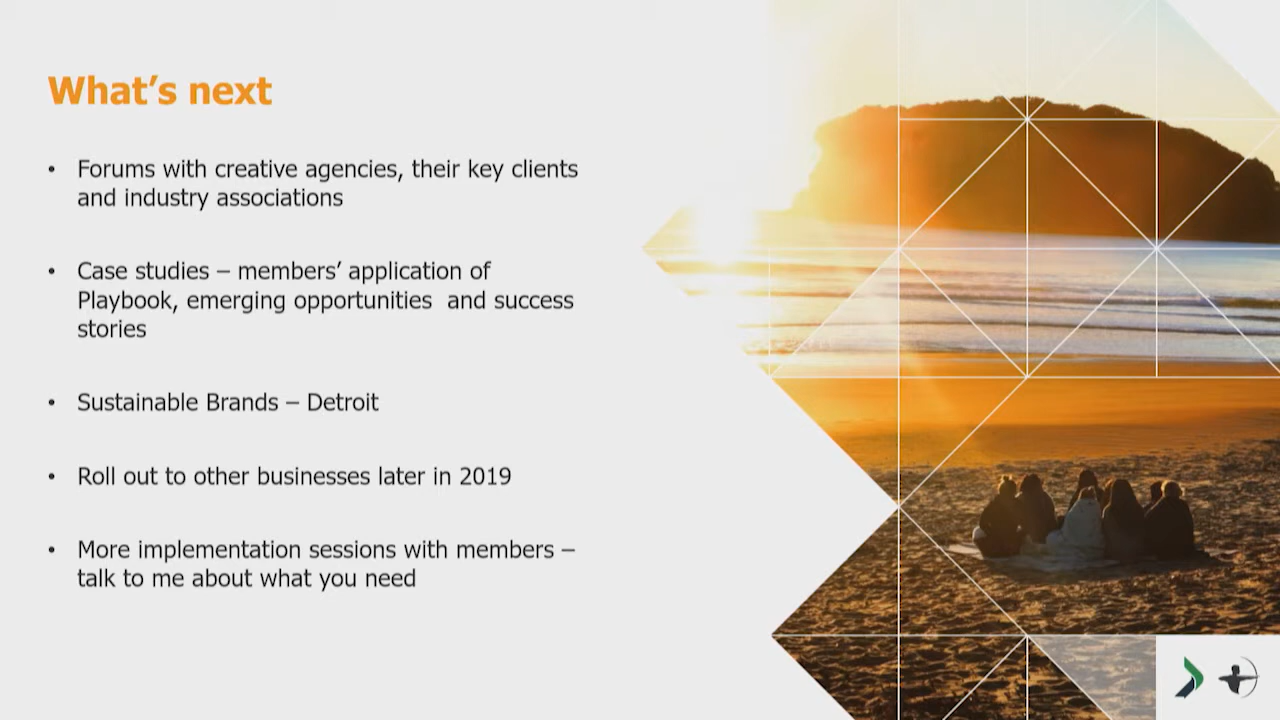 What’s next
• Forums with creative agencies, their key clients
and industry associations
• Case studies – members’ application of
Playbook, emerging opportunities  and success
stories
• Sustainable Brands – Detroit
• Roll out to other businesses later in 2019
• More implementation sessions with members –
talk to me about what you need